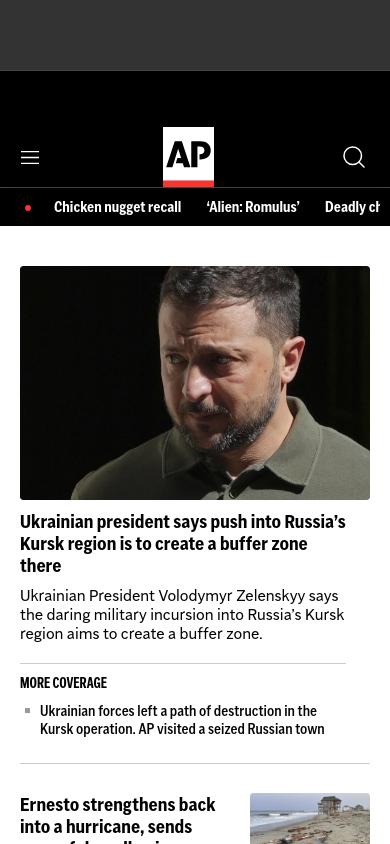 AP
Chicken nugget recall ‘Alien: Romulus’ Deadly
Ukrainian president says push into Russia’s
Kursk region is to create a buffer zone
there
Ukrainian President Volodymyr Zelenskyy says
the daring military incursion into Russia’s Kursk
region aims to create a buffer zone.
MORE COVERAGE
Ukrainian forces left a path of destruction in the
Kursk operation. AP visited a seized Russian town
Ernesto strengthens back
into a hurricane, sends